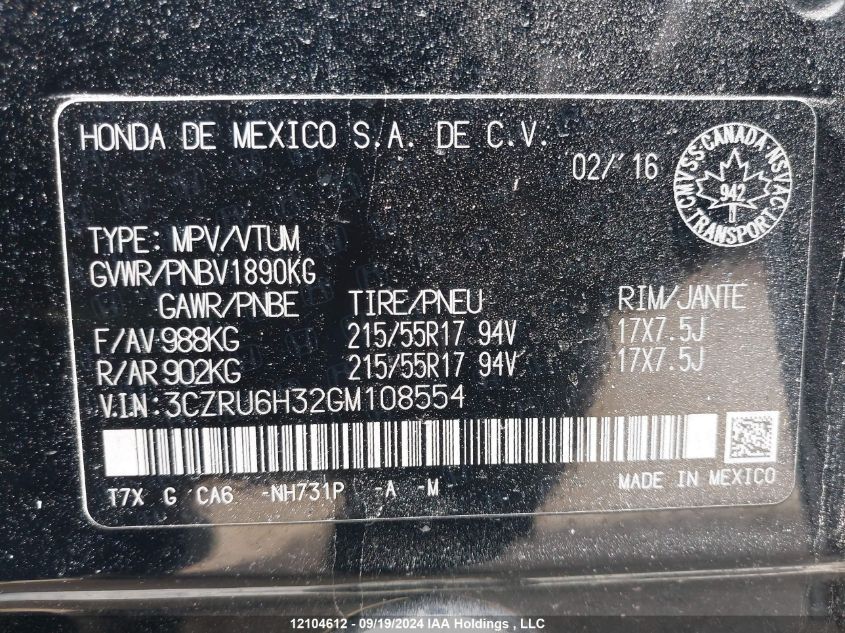 HONDA DE MEXICO S.A. DE C.V.
02/'16
CMVSS·CANADA·NSVAC
942
TRANSPORT
TYPE: MPV/VTUM
GVWR/PNBV1890KG
GAWR/PNBE TIRE/PNEU RIM/JANTE
F/AV 988KG 215/55R17 94V 17X7.5J
R/AR 902KG 215/55R17 94V 17X7.5J
V.I.N: 3CZRU6H32GM108554
T7X G CA6 -NH731P -A -M MADE IN MEXICO
12104612 - 09/19/2024 IAA Holdings , LLC